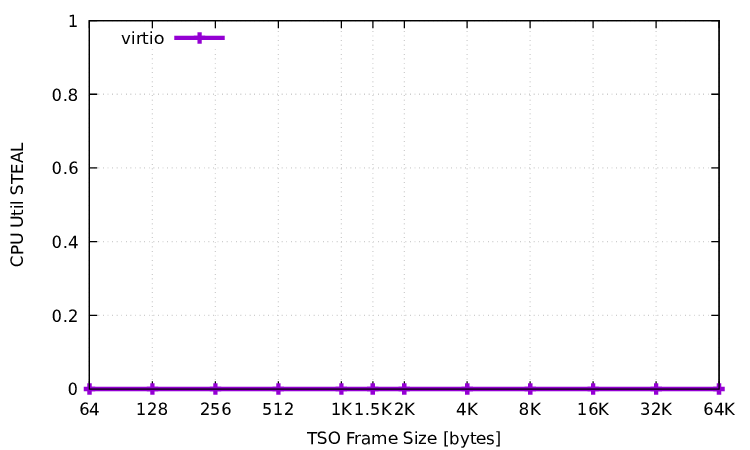 1
virtio
0.8
0.6
0.4
0.2
0
CPU Util STEAL
64 128 256 512 1K 1.5K 2K 4K 8K 16K 32K 64K
TSO Frame Size [bytes]